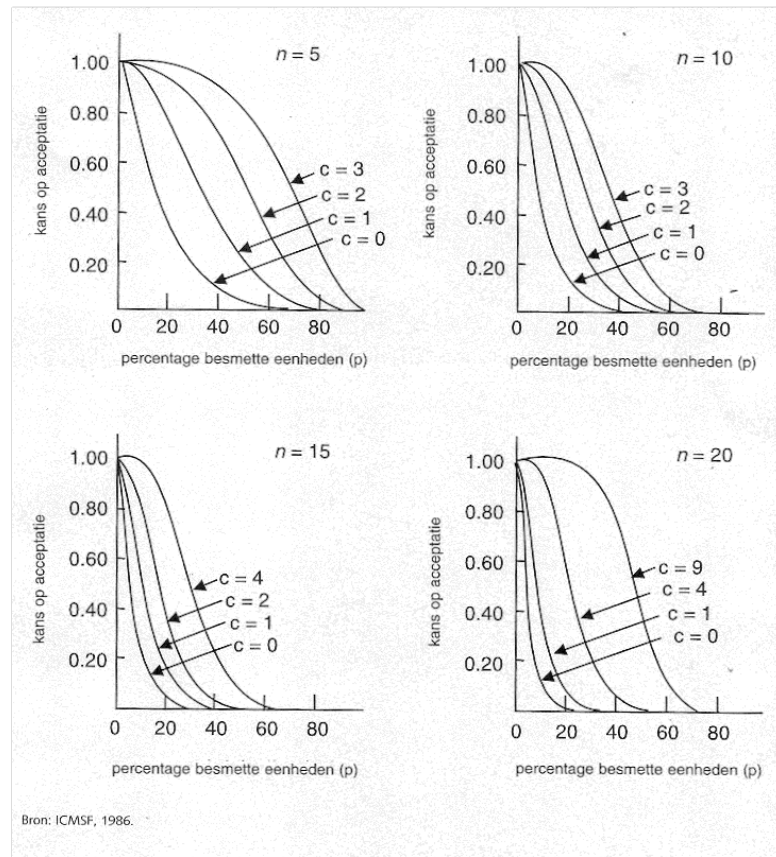 n = 5
1.00
0.80
0.60
0.40
0.20
0 20 40 60 80
kans op acceptatie
percentage besmette eenheden (p)
c = 3
c = 2
c = 1
c = 0
n = 10
1.00
0.80
0.60
0.40
0.20
0 20 40 60 80
kans op acceptatie
percentage besmette eenheden (p)
c = 3
c = 2
c = 1
c = 0
n = 15
1.00
0.80
0.60
0.40
0.20
0 20 40 60 80
kans op acceptatie
percentage besmette eenheden (p)
c = 4
c = 2
c = 1
c = 0
n = 20
1.00
0.80
0.60
0.40
0.20
0 20 40 60 80
kans op acceptatie
percentage besmette eenheden (p)
c = 9
c = 4
c = 1
c = 0
Bron: ICMSF, 1986.